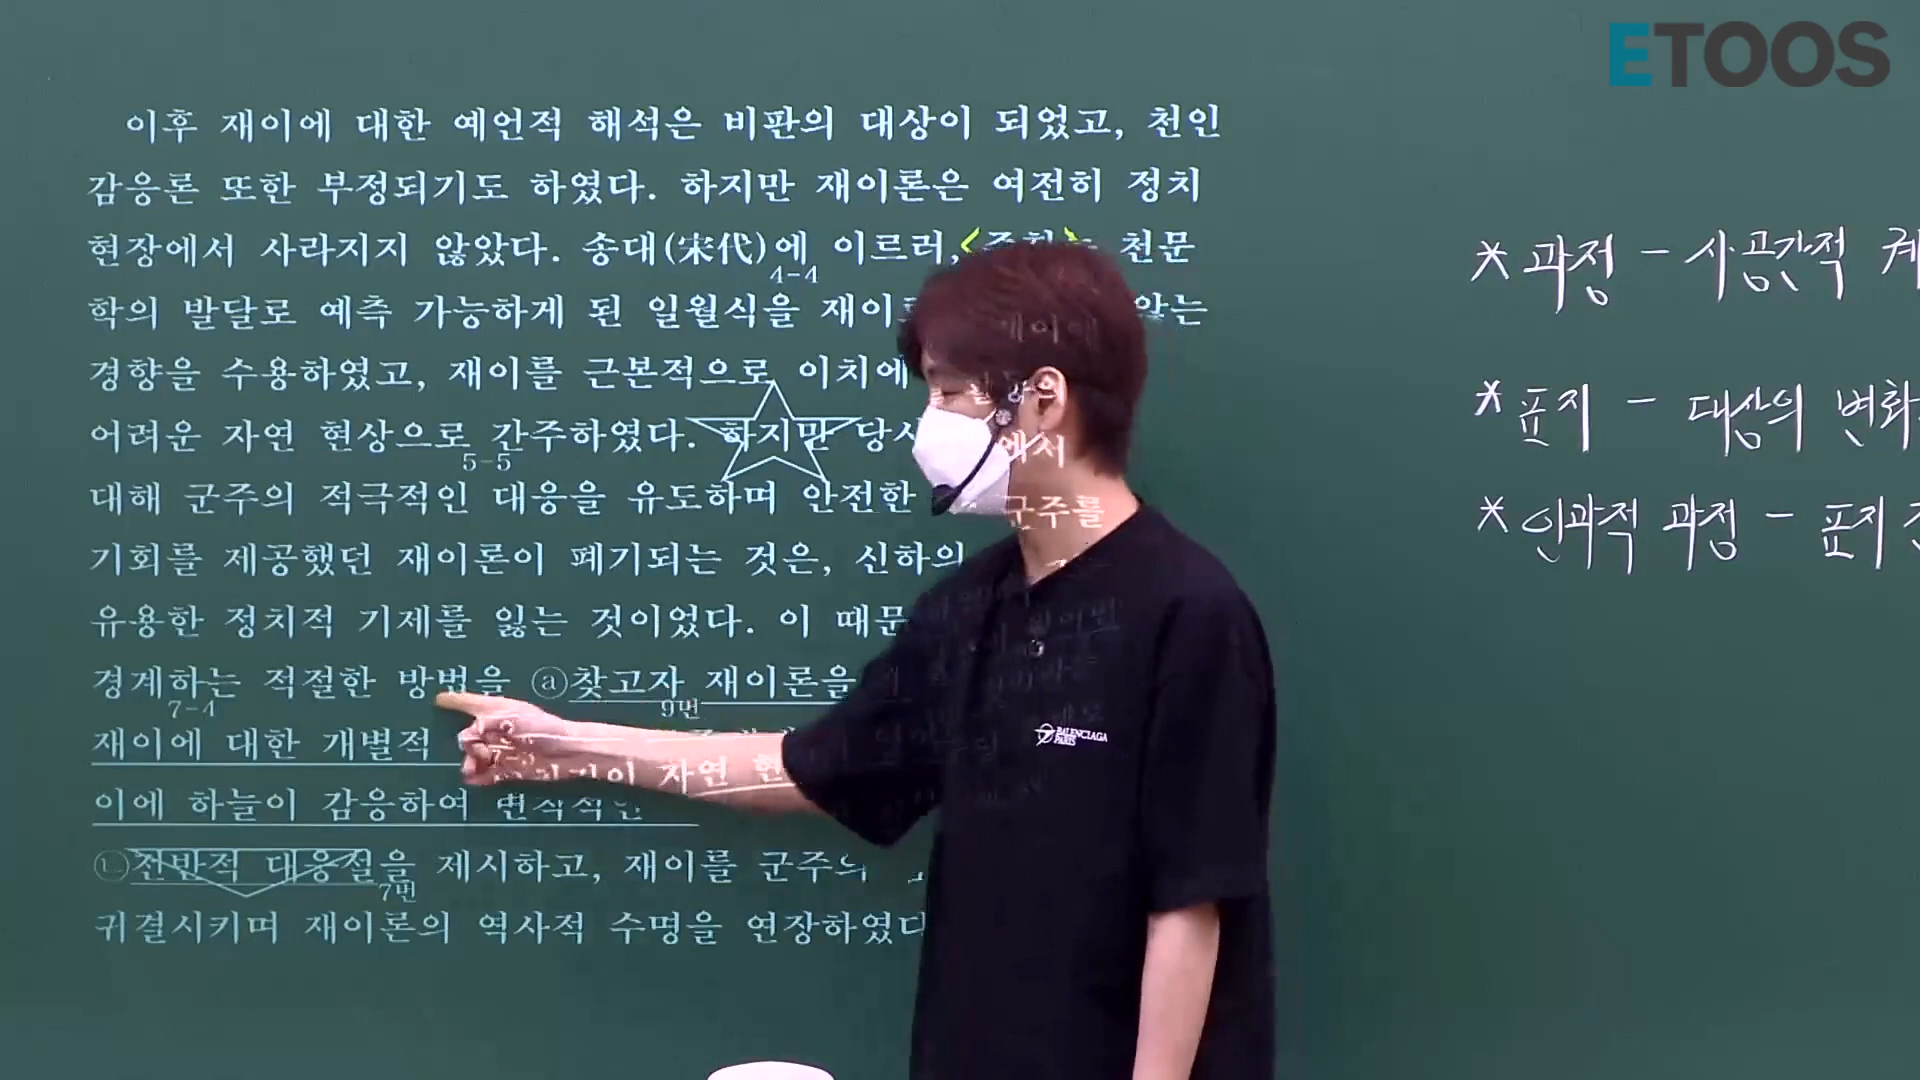 ETOOS
이후 재이에 대한 예언적 해석은 비판의 대상이 되었고, 천인
감응론 또한 부정되기도 하였다. 하지만 재이론은 여전히 정치
현장에서 사라지지 않았다. 송대(宋代)에 이르러, 천문
4-4
학의 발달로 예측 가능하게 된 일월식을 않는
경향을 수용하였고, 재이를 근본적으로 이치에
어려운 자연 현상으로 간주하였다. 하지만
5-5
대해 군주의 적극적인 대응을 유도하며 안전한
기회를 제공했던 재이론이 폐기되는 것은, 신하의
유용한 정치적 기제를 잃는 것이었다. 이
경계하는 적절한 방법을 ⓐ찾고자 재이론을
7-4 9번
재이에 대한 개별적
이에 하늘이 감응하여
㉡전반적 대응설을 제시하고, 재이를 군주의
7번
귀결시키며 재이론의 역사적 수명을 연장하였다
에서
군주를
자연
BALENCIAGA
PARIS
* 과정 - 시·공간적
* 표지 - 대상의 변화
* 인과적 과정 - 표지